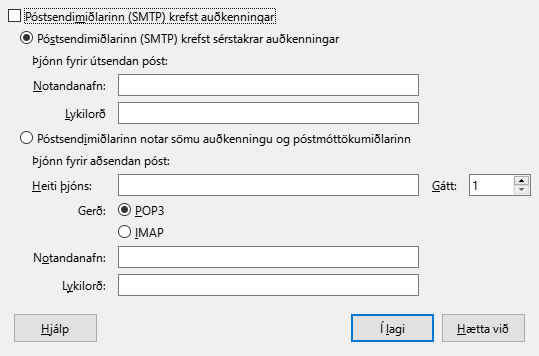 Póstsendimiðlarinn (SMTP) krefst auðkenningar
Póstsendimiðlarinn (SMTP) krefst sérstakrar auðkenningar
Þjónn fyrir útsendan póst:
Notandanafn:
Lykilorð
Póstsendimiðlarinn notar sömu auðkenningu og póstmóttökumiðlarinn
Þjónn fyrir aðsendan póst:
Heiti þjóns: Gátt: 1
Gerð: POP3
IMAP
Notandanafn:
Lykilorð:
Hjálp Í lagi Hætta við